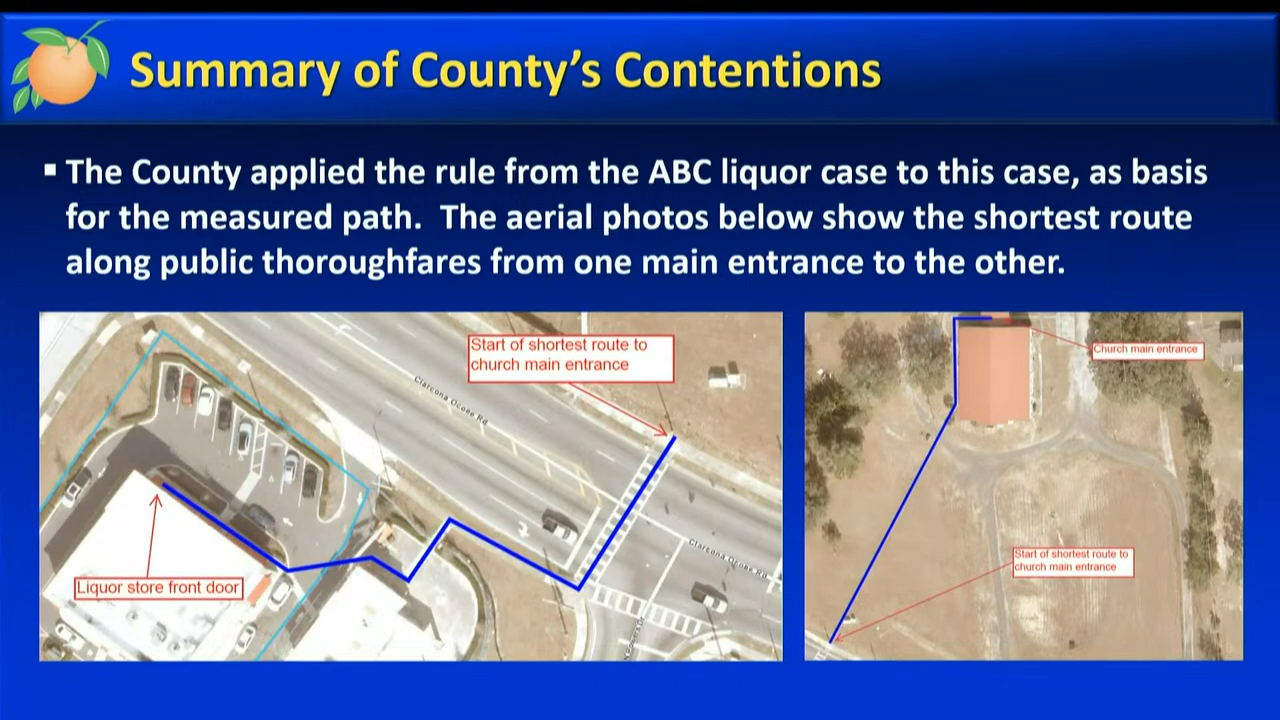 Summary of County's Contentions
▪ The County applied the rule from the ABC liquor case to this case, as basis
for the measured path.  The aerial photos below show the shortest route
along public thoroughfares from one main entrance to the other.
Start of shortest route to
church main entrance
Clarcona Ocoee Rd
Clarcona Ocoee Rd
Liquor store front door
Church main entrance
Start of shortest route to
church main entrance